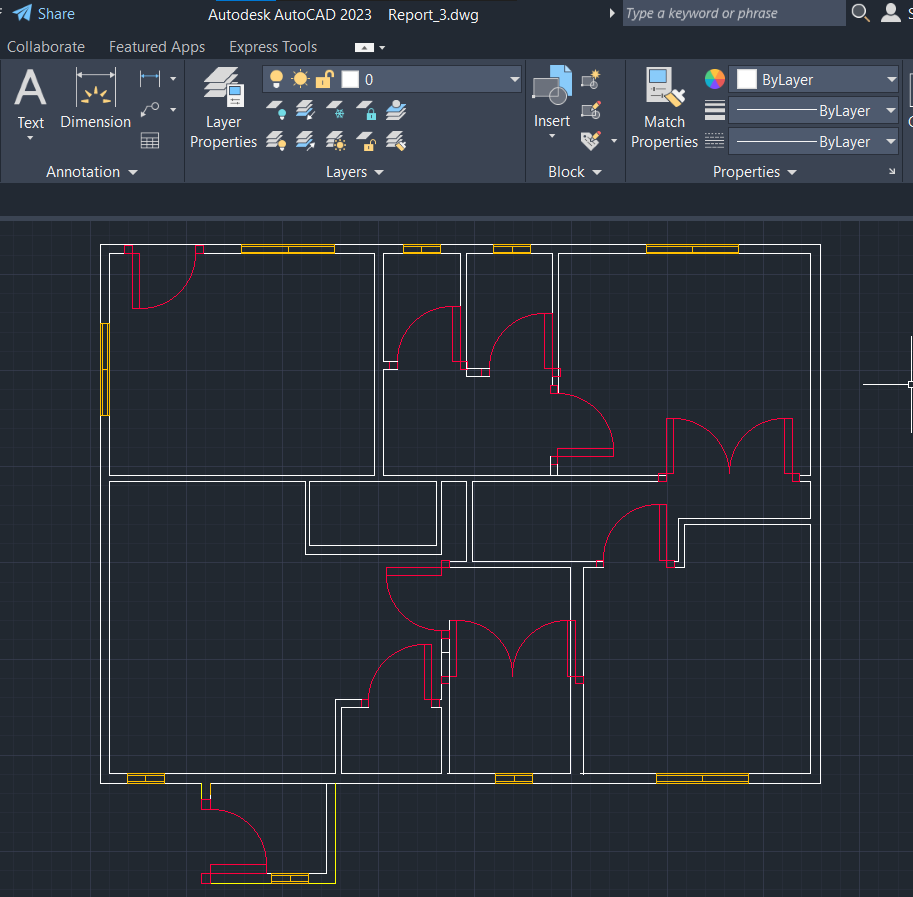 Share
Autodesk AutoCAD 2023 Report_3.dwg
Type a keyword or phrase
Collaborate Featured Apps Express Tools
Text
Dimension
Annotation
Layer
Properties
0
Layers
Insert
Block
Match
Properties
ByLayer
ByLayer
ByLayer
Properties